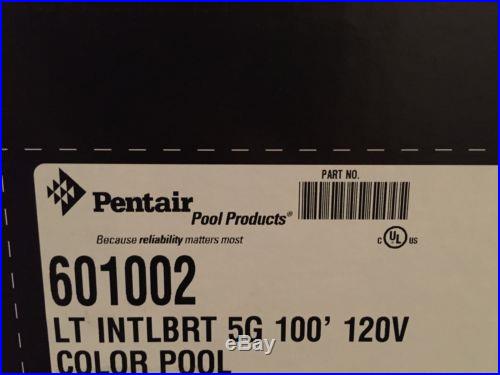 PART NO.
Pentair
Pool Products®
Because reliability matters most
C UL US
601002
LT INTLBRT 5G 100' 120V
COLOR POOL
ebay